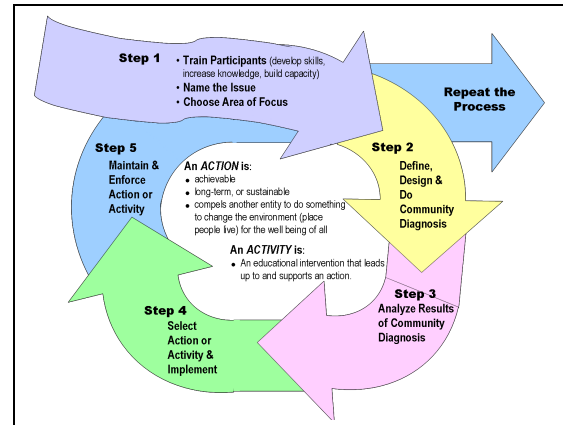 Step 1
• Train Participants (develop skills,
increase knowledge, build capacity)
• Name the Issue
• Choose Area of Focus
Repeat the
Process
Step 2
Define,
Design &
Do
Community
Diagnosis
Step 3
Analyze Results
of Community
Diagnosis
Step 4
Select
Action or
Activity &
Implement
Step 5
Maintain &
Enforce
Action or
Activity
An ACTION is:
• achievable
• long-term, or sustainable
• compels another entity to do something
to change the environment (place
people live) for the well being of all
An ACTIVITY is:
• An educational intervention that leads
up to and supports an action.